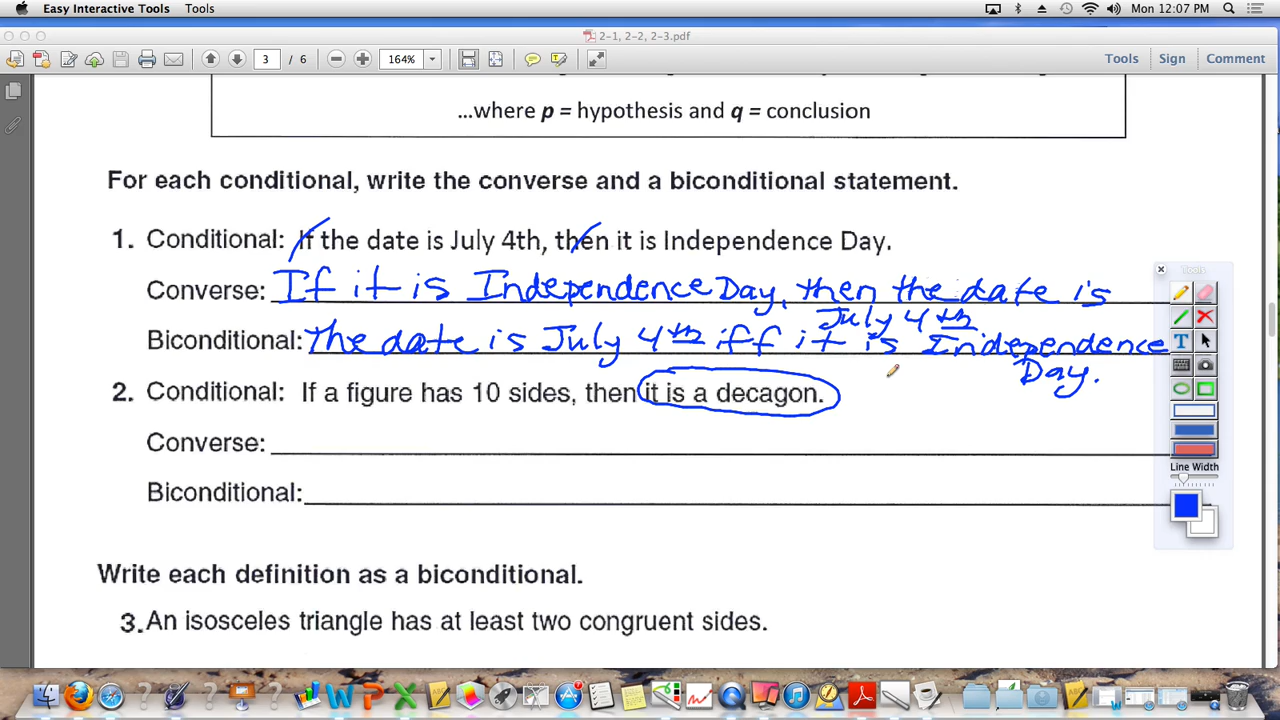 Easy Interactive Tools Tools Mon 12:07 PM
2-1, 2-2, 2-3.pdf
3 / 6 164% Tools Sign Comment
...where p = hypothesis and q = conclusion
For each conditional, write the converse and a biconditional statement.
1. Conditional: If the date is July 4th, then it is Independence Day.
Converse: If it is Independence Day, then the date is
July 4th
Biconditional: the date is July 4th iff it is Independence
Day.
2. Conditional: If a figure has 10 sides, then it is a decagon.
Converse:
Biconditional:
Write each definition as a biconditional.
3. An isosceles triangle has at least two congruent sides.
Tools
T
Line Width